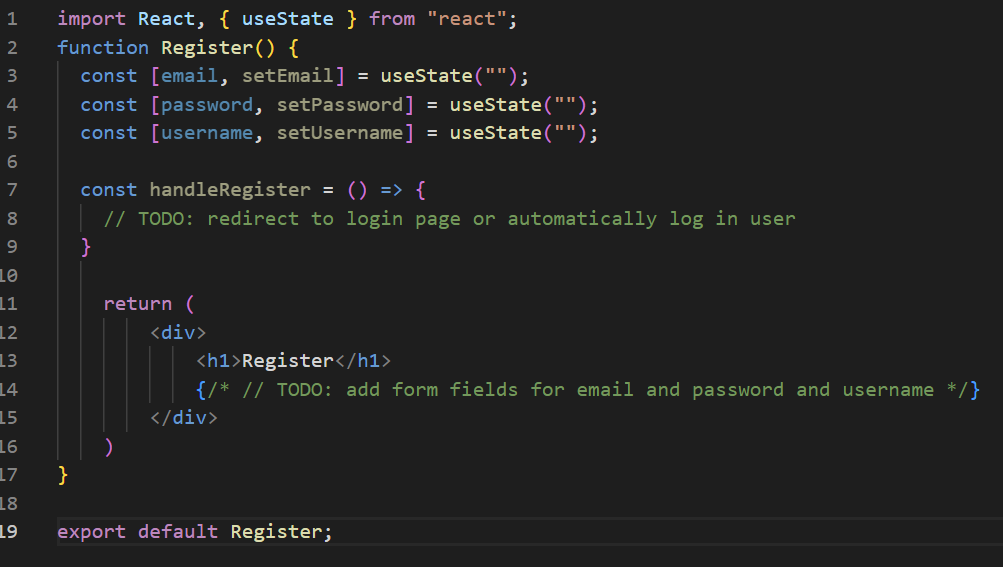 1 import React, { useState } from "react";
2 function Register() {
3 const [email, setEmail] = useState("");
4 const [password, setPassword] = useState("");
5 const [username, setUsername] = useState("");
6
7 const handleRegister = () => {
8 // TODO: redirect to login page or automatically log in user
9 }
10
11 return (
12 <div>
13 <h1>Register</h1>
14 {/* // TODO: add form fields for email and password and username */}
15 </div>
16 )
17 }
18
19 export default Register;